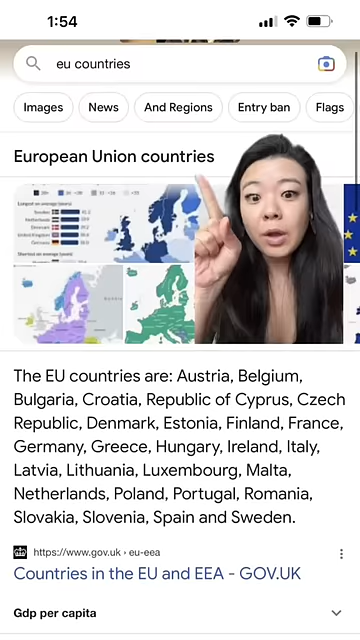 1:54
eu countries
Images
News
And Regions
Entry ban
Flags
European Union countries
The EU countries are: Austria, Belgium,
Bulgaria, Croatia, Republic of Cyprus, Czech
Republic, Denmark, Estonia, Finland, France,
Germany, Greece, Hungary, Ireland, Italy,
Latvia, Lithuania, Luxembourg, Malta,
Netherlands, Poland, Portugal, Romania,
Slovakia, Slovenia, Spain and Sweden.
https://www.gov.uk › eu-eea
Countries in the EU and EEA - GOV.UK
Gdp per capita